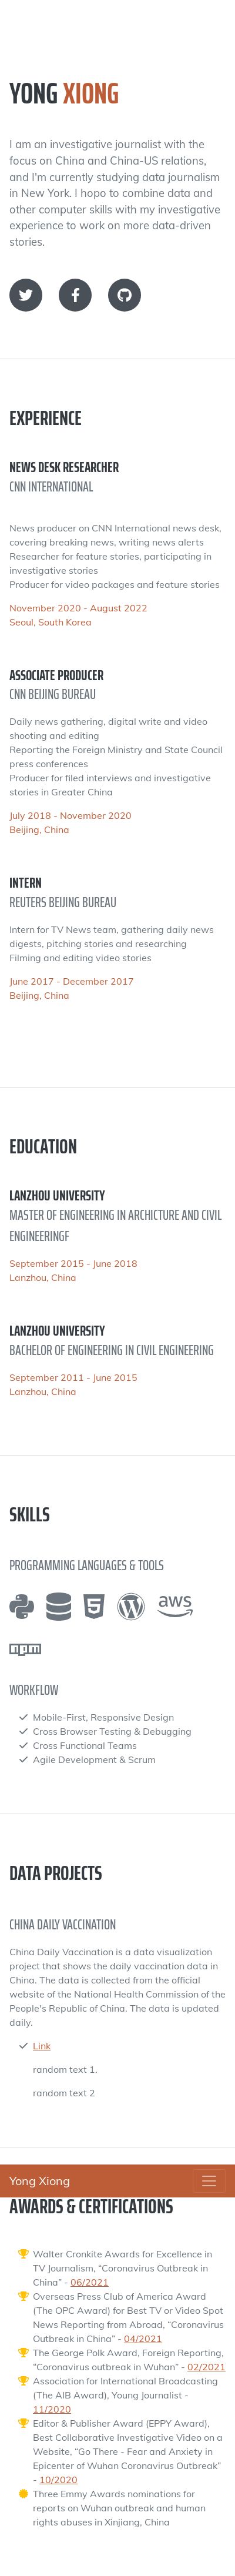 YONG XIONG
I am an investigative journalist with the
focus on China and China-US relations,
and I'm currently studying data journalism
in New York. I hope to combine data and
other computer skills with my investigative
experience to work on more data-driven
stories.
EXPERIENCE
NEWS DESK RESEARCHER
CNN INTERNATIONAL
News producer on CNN International news desk,
covering breaking news, writing news alerts
Researcher for feature stories, participating in
investigative stories
Producer for video packages and feature stories
November 2020 - August 2022
Seoul, South Korea
ASSOCIATE PRODUCER
CNN BEIJING BUREAU
Daily news gathering, digital write and video
shooting and editing
Reporting the Foreign Ministry and State Council
press conferences
Producer for filed interviews and investigative
stories in Greater China
July 2018 - November 2020
Beijing, China
INTERN
REUTERS BEIJING BUREAU
Intern for TV News team, gathering daily news
digests, pitching stories and researching
Filming and editing video stories
June 2017 - December 2017
Beijing, China
EDUCATION
LANZHOU UNIVERSITY
MASTER OF ENGINEERING IN ARCHICTURE AND CIVIL
ENGINEERINGF
September 2015 - June 2018
Lanzhou, China
LANZHOU UNIVERSITY
BACHELOR OF ENGINEERING IN CIVIL ENGINEERING
September 2011 - June 2015
Lanzhou, China
SKILLS
PROGRAMMING LANGUAGES & TOOLS
aws
npm
WORKFLOW
Mobile-First, Responsive Design
Cross Browser Testing & Debugging
Cross Functional Teams
Agile Development & Scrum
DATA PROJECTS
CHINA DAILY VACCINATION
China Daily Vaccination is a data visualization
project that shows the daily vaccination data in
China. The data is collected from the official
website of the National Health Commission of the
People's Republic of China. The data is updated
daily.
Link
random text 1.
random text 2
Yong Xiong
AWARDS & CERTIFICATIONS
Walter Cronkite Awards for Excellence in
TV Journalism, “Coronavirus Outbreak in
China” - 06/2021
Overseas Press Club of America Award
(The OPC Award) for Best TV or Video Spot
News Reporting from Abroad, “Coronavirus
Outbreak in China” - 04/2021
The George Polk Award, Foreign Reporting,
“Coronavirus outbreak in Wuhan” - 02/2021
Association for International Broadcasting
(The AIB Award), Young Journalist -
11/2020
Editor & Publisher Award (EPPY Award),
Best Collaborative Investigative Video on a
Website, “Go There - Fear and Anxiety in
Epicenter of Wuhan Coronavirus Outbreak”
- 10/2020
Three Emmy Awards nominations for
reports on Wuhan outbreak and human
rights abuses in Xinjiang, China